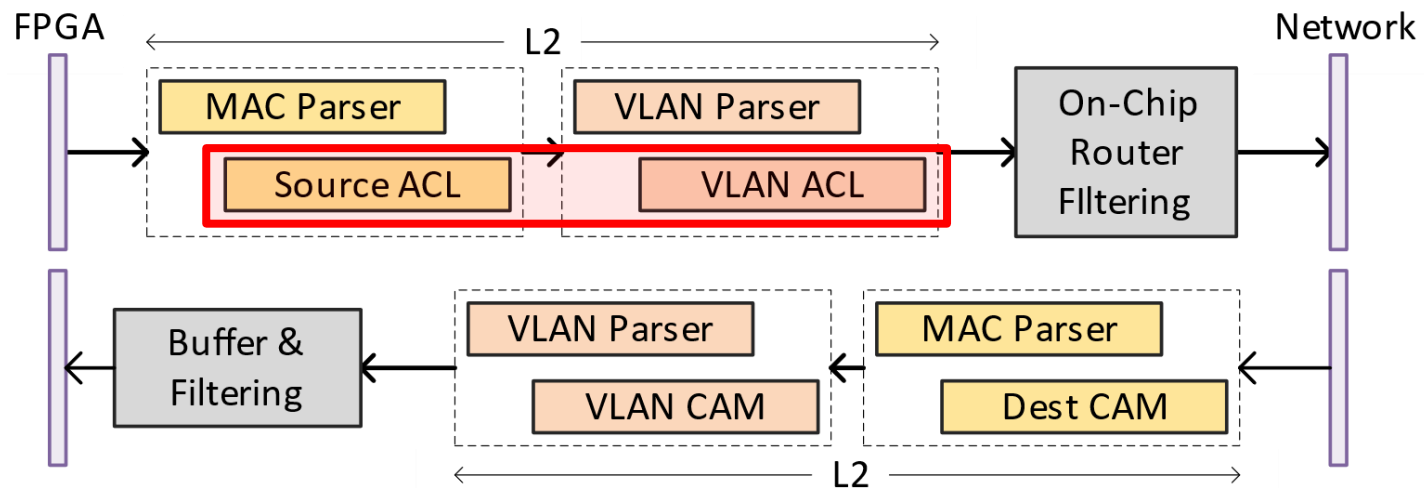 FPGA
L2
Network
MAC Parser
Source ACL
VLAN Parser
VLAN ACL
On-Chip
Router
FIltering
Buffer &
Filtering
VLAN Parser
VLAN CAM
MAC Parser
Dest CAM
L2